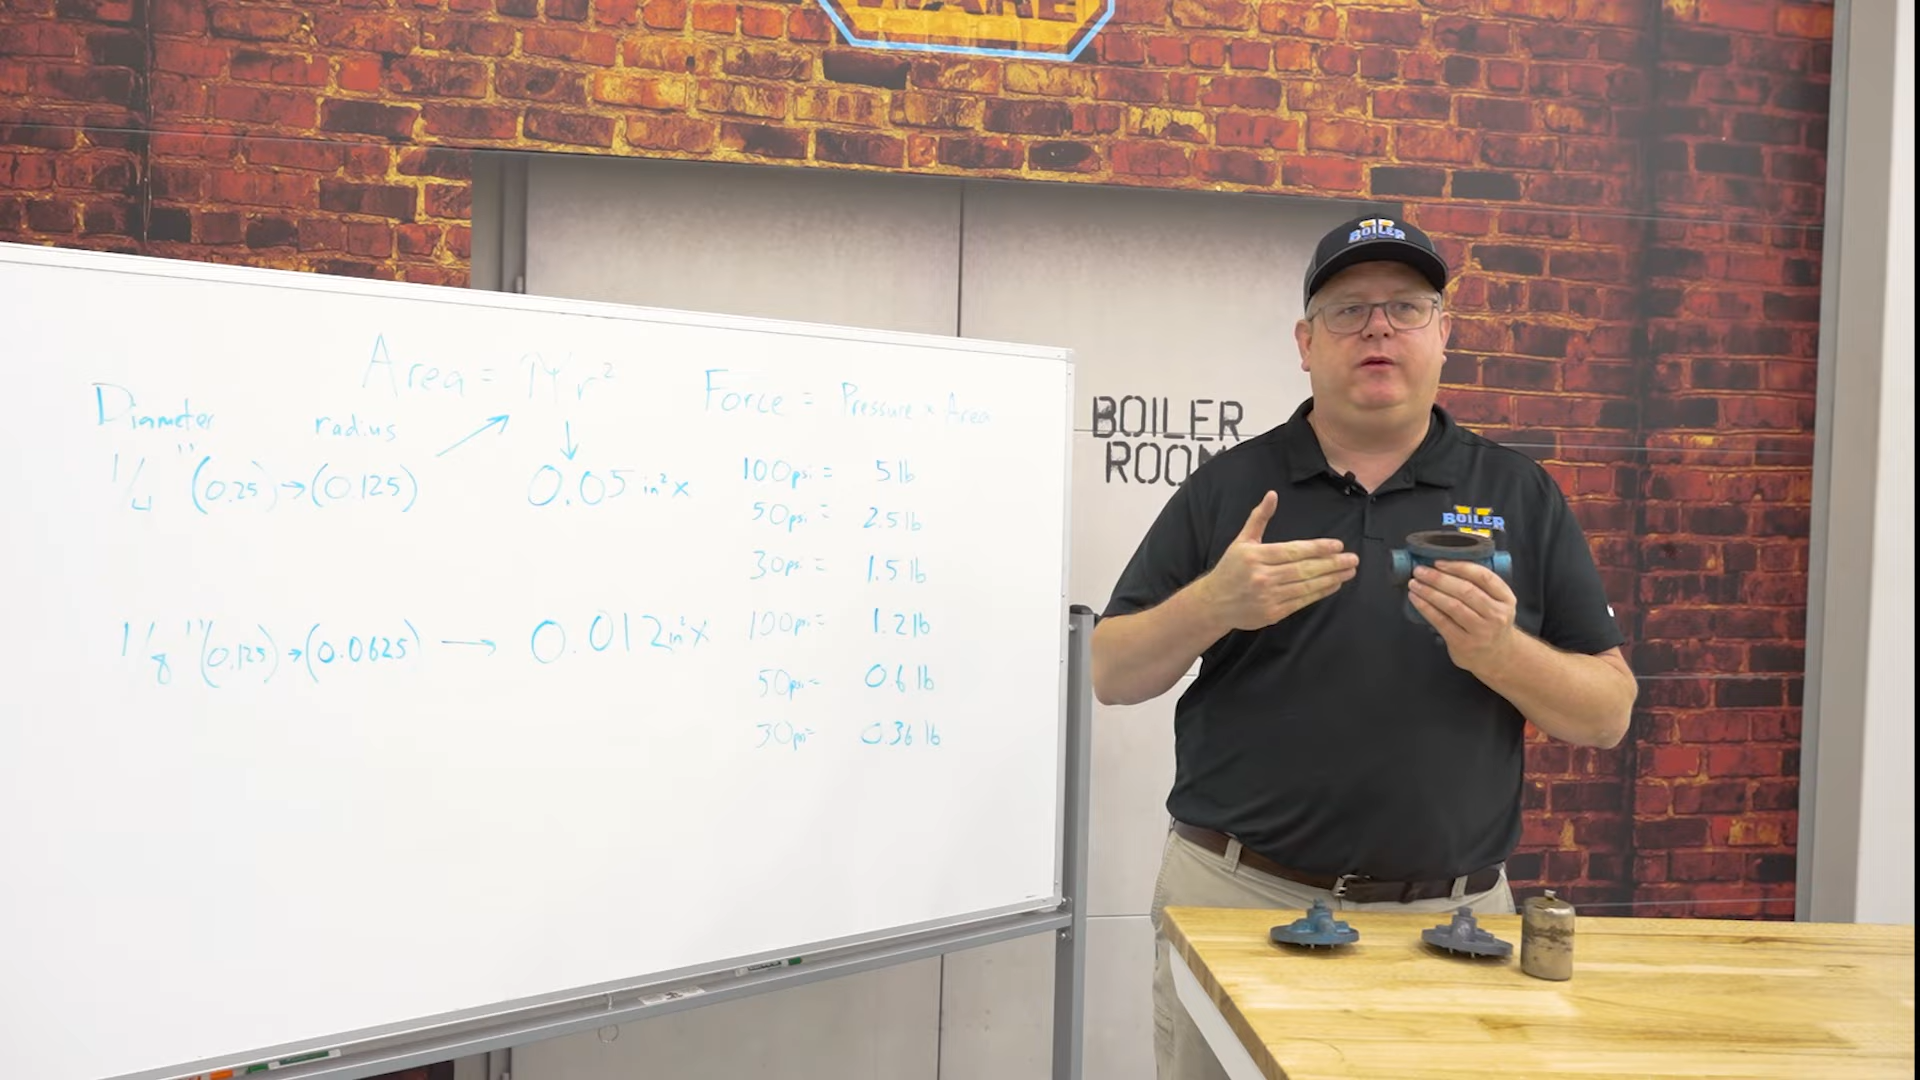 WARE
BOILER
BOILER
BOILER
ROOM
Area = πr²
Force = Pressure × Area
Diameter radius
1/4" (0.25) → (0.125) 0.05 in² x
100psi = 5 lb
50psi = 2.5 lb
30psi = 1.5 lb
1/8" (0.125) → (0.0625) → 0.012 in² x
100psi = 1.2 lb
50psi = 0.6 lb
30psi = 0.36 lb